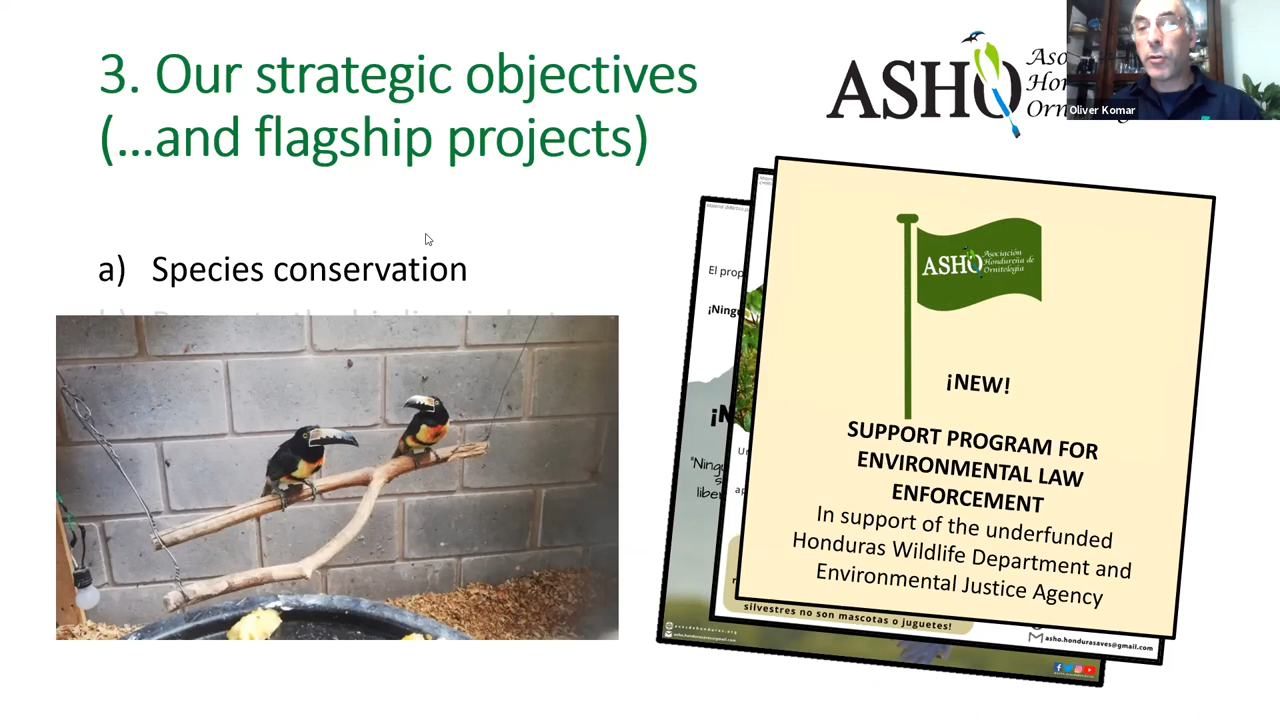 3. Our strategic objectives
(...and flagship projects)
ASHO
Oliver Komar
a) Species conservation
ASHO Asociación
Hondureña de
Ornitología
¡NEW!
SUPPORT PROGRAM FOR
ENVIRONMENTAL LAW
ENFORCEMENT
In support of the underfunded
Honduras Wildlife Department and
Environmental Justice Agency
El prop
silvestres no son mascotas o juguetes!
asho.hondurasaves@gmail.com